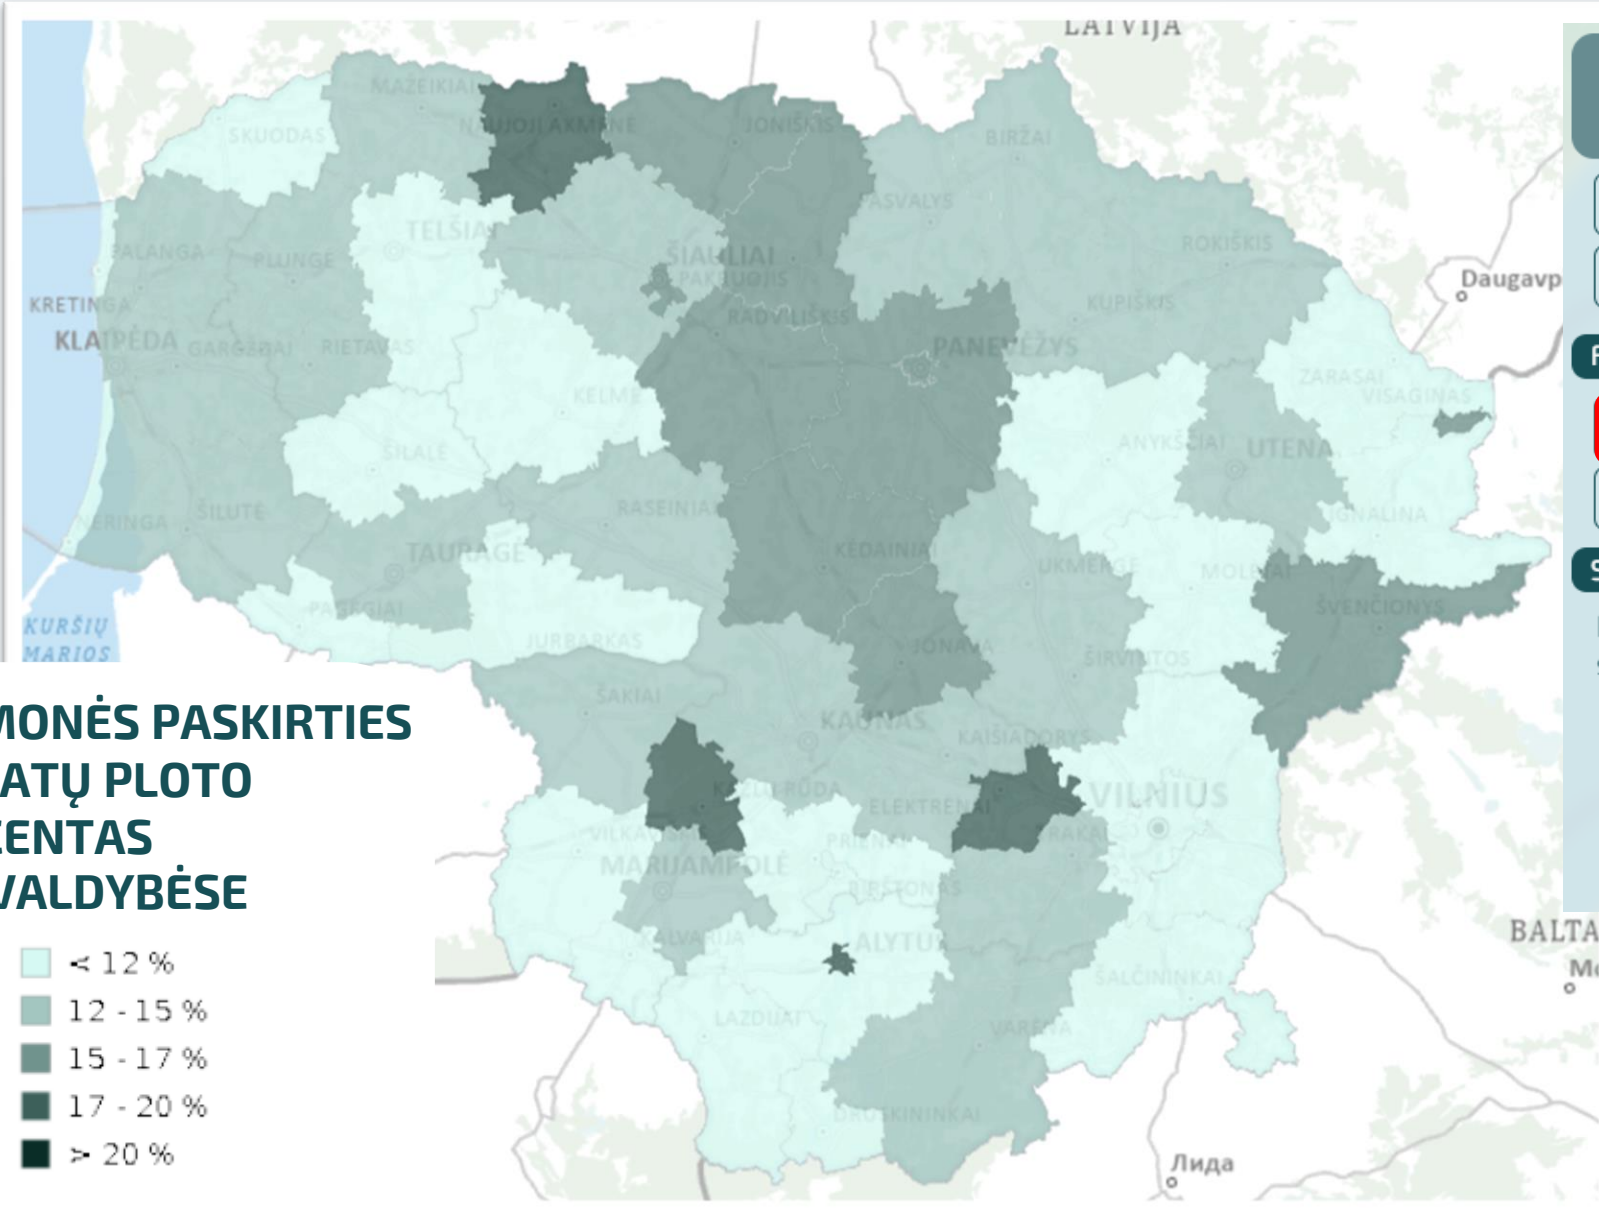 LATVIJA
MAŽEIKIAI
SKUODAS
NAUJOJI AKMENĖ
JONIŠKIS
BIRŽAI
PASVALYS
TELŠIAI
PALANGA
PLUNGĖ
ŠIAULIAI
PAKRUOJIS
ROKIŠKIS
Daugavp
KRETINGA
RADVILIŠKIS
KUPIŠKIS
KLAIPĖDA
GARGŽDAI
RIETAVAS
PANEVĖŽYS
KELMĖ
ZARASAI
VISAGINAS
ŠILALĖ
ANYKŠČIAI
UTENA
NERINGA
ŠILUTĖ
RASEINIAI
IGNALINA
TAURAGĖ
KĖDAINIAI
UKMERGĖ
MOLĖTAI
PAGĖGIAI
ŠVENČIONYS
KURŠIŲ
MARIOS
JURBARKAS
JONAVA
ŠIRVINTOS
ŠAKIAI
KAUNAS
KAIŠIADORYS
KAZLŲ RŪDA
ELEKTRĖNAI
VILNIUS
VILKAVIŠKIS
PRIENAI
TRAKAI
MARIJAMPOLĖ
BIRŠTONAS
KALVARIJA
ALYTUS
ŠALČININKAI
LAZDIJAI
VARĖNA
DRUSKININKAI
BALTA
Лида
MONĖS PASKIRTIES
ATŲ PLOTO
CENTAS
VALDYBĖSE
< 12 %
12 - 15 %
15 - 17 %
17 - 20 %
> 20 %